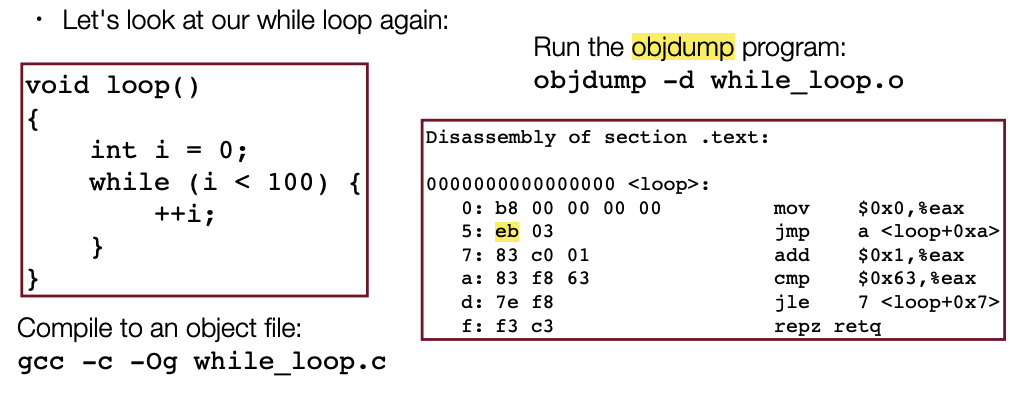 • Let's look at our while loop again:
void loop()
{
    int i = 0;
    while (i < 100) {
        ++i;
    }
}
Compile to an object file:
gcc -c -Og while_loop.c
Run the objdump program:
objdump -d while_loop.o
Disassembly of section .text:
0000000000000000 <loop>:
   0: b8 00 00 00 00    mov    $0x0,%eax
   5: eb 03    jmp    a <loop+0xa>
   7: 83 c0 01    add    $0x1,%eax
   a: 83 f8 63    cmp    $0x63,%eax
   d: 7e f8    jle    7 <loop+0x7>
   f: f3 c3    repz retq